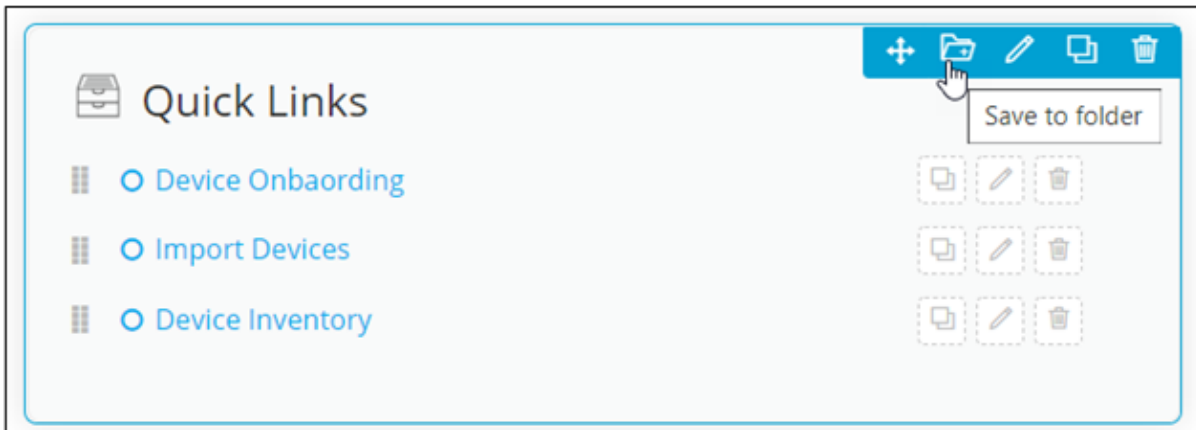 Quick Links
Save to folder
Device Onbaording
Import Devices
Device Inventory